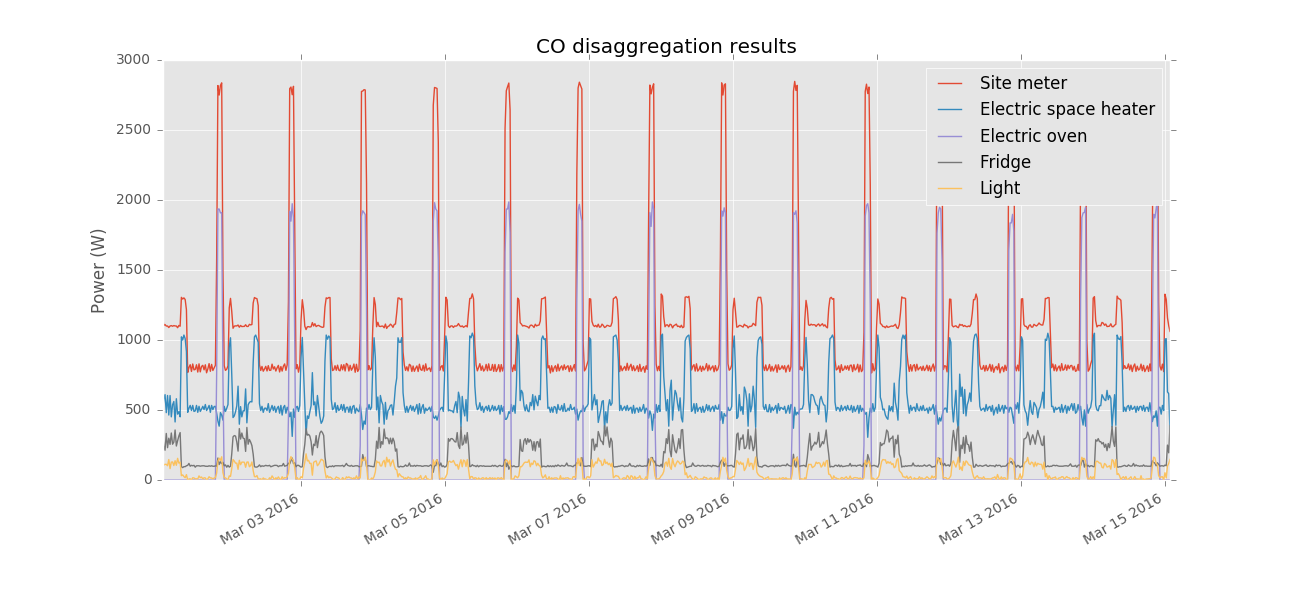 CO disaggregation results
3000
2500
2000
1500
1000
500
0
Power (W)
Site meter
Electric space heater
Electric oven
Fridge
Light
Mar 03 2016
Mar 05 2016
Mar 07 2016
Mar 09 2016
Mar 11 2016
Mar 13 2016
Mar 15 2016